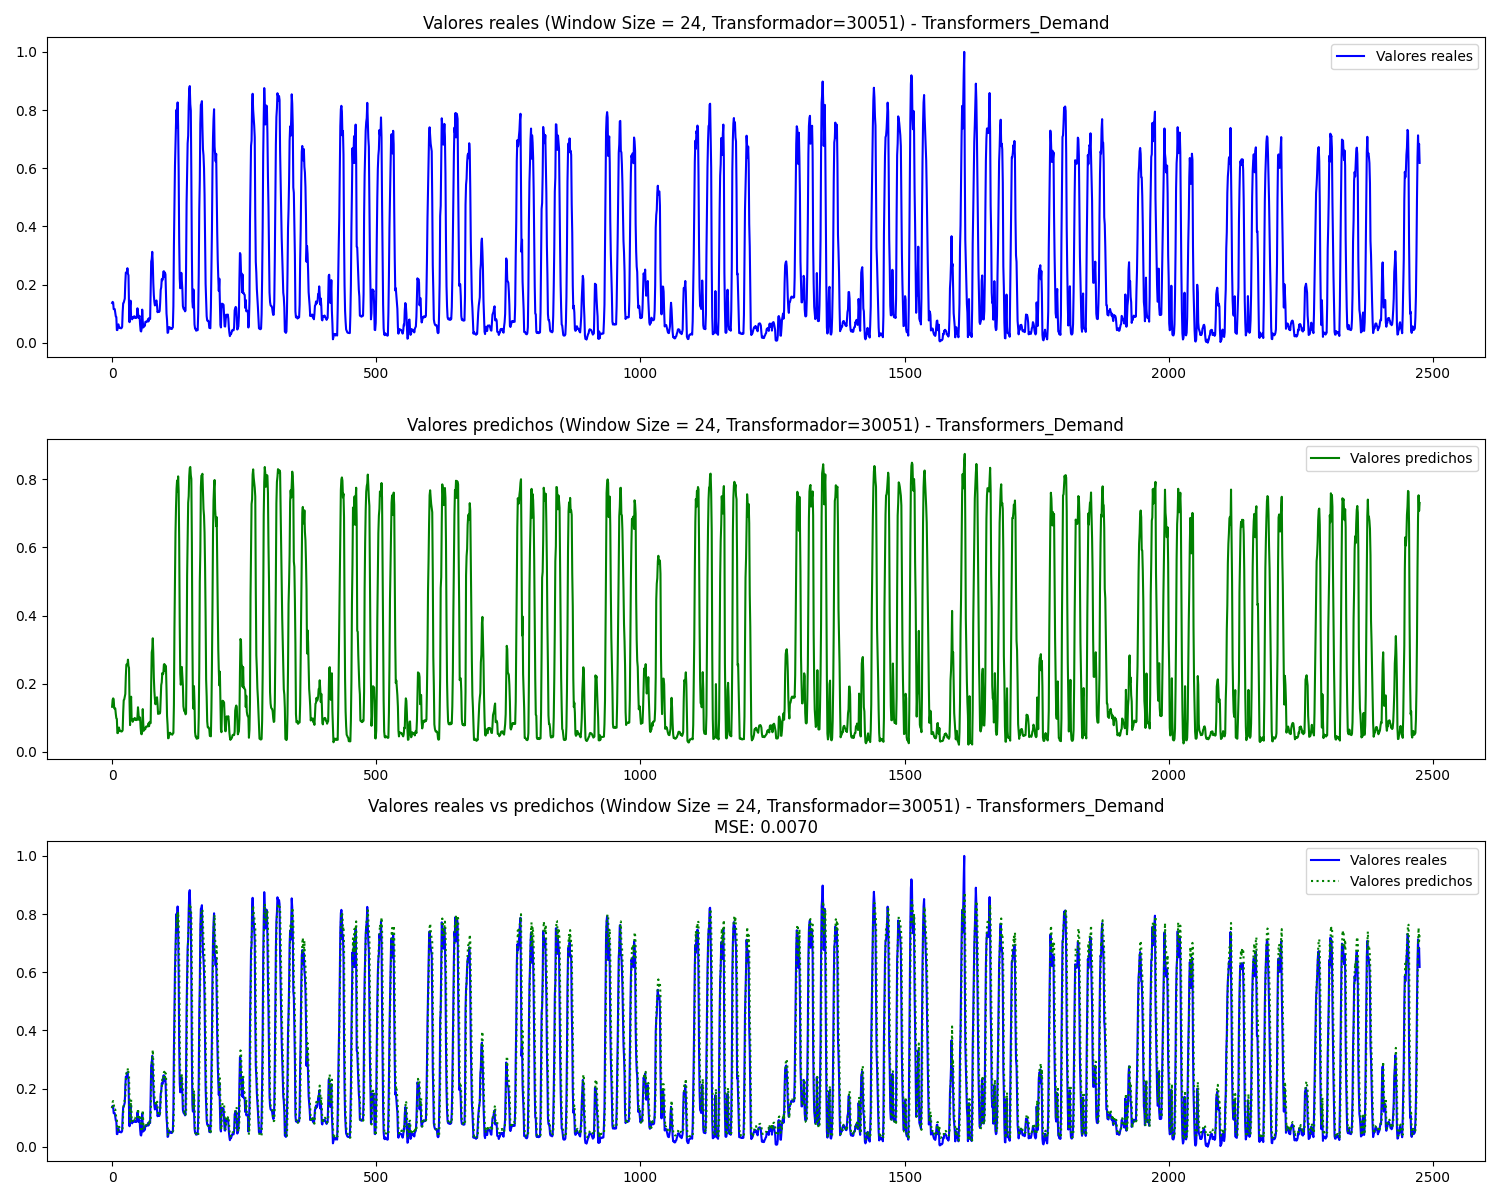 Valores reales (Window Size = 24, Transformador=30051) - Transformers_Demand
1.0
0.8
0.6
0.4
0.2
0.0
Valores reales
0 500 1000 1500 2000 2500
Valores predichos (Window Size = 24, Transformador=30051) - Transformers_Demand
0.8
0.6
0.4
0.2
0.0
Valores predichos
0 500 1000 1500 2000 2500
Valores reales vs predichos (Window Size = 24, Transformador=30051) - Transformers_Demand
MSE: 0.0070
1.0
0.8
0.6
0.4
0.2
0.0
Valores reales
Valores predichos
0 500 1000 1500 2000 2500